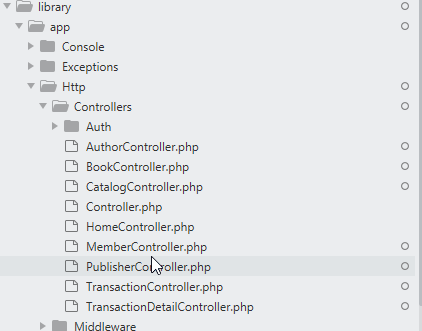 library
app
Console
Exceptions
Http
Controllers
Auth
AuthorController.php
BookController.php
CatalogController.php
Controller.php
HomeController.php
MemberController.php
PublisherController.php
TransactionController.php
TransactionDetailController.php
Middleware